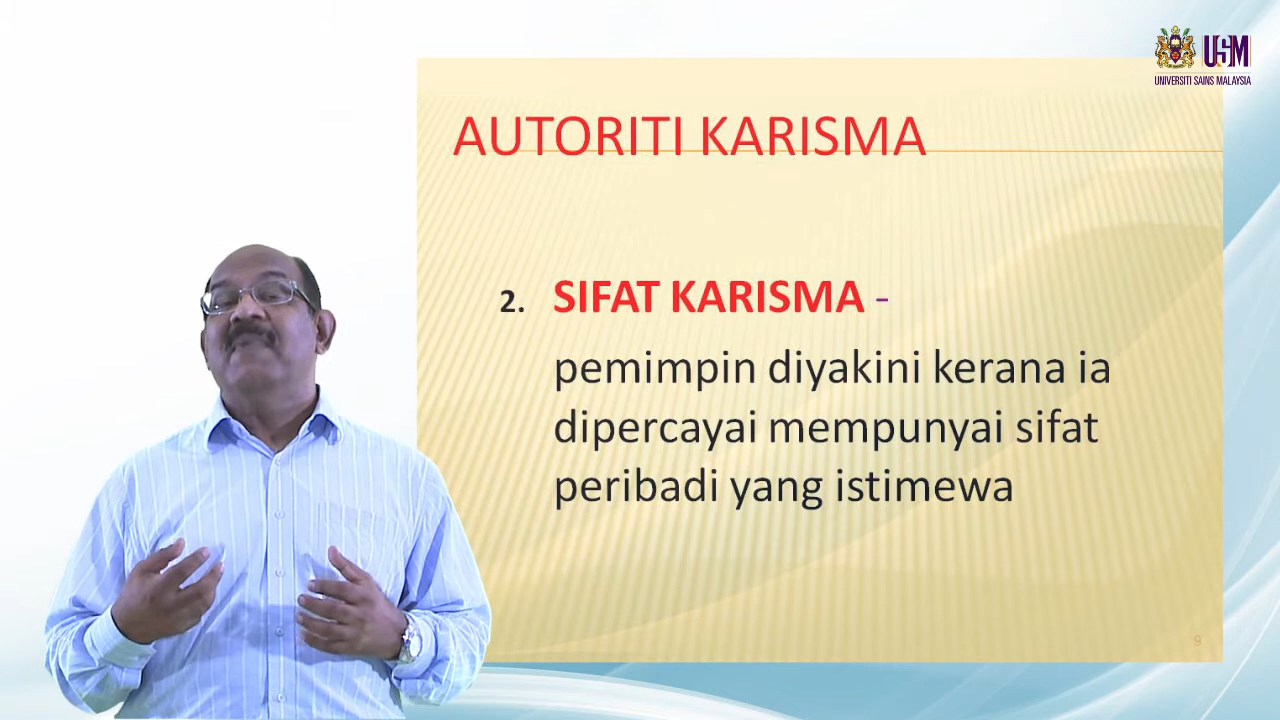 USM
UNIVERSITI SAINS MALAYSIA
AUTORITI KARISMA
2. SIFAT KARISMA -
pemimpin diyakini kerana ia
dipercayai mempunyai sifat
peribadi yang istimewa
9